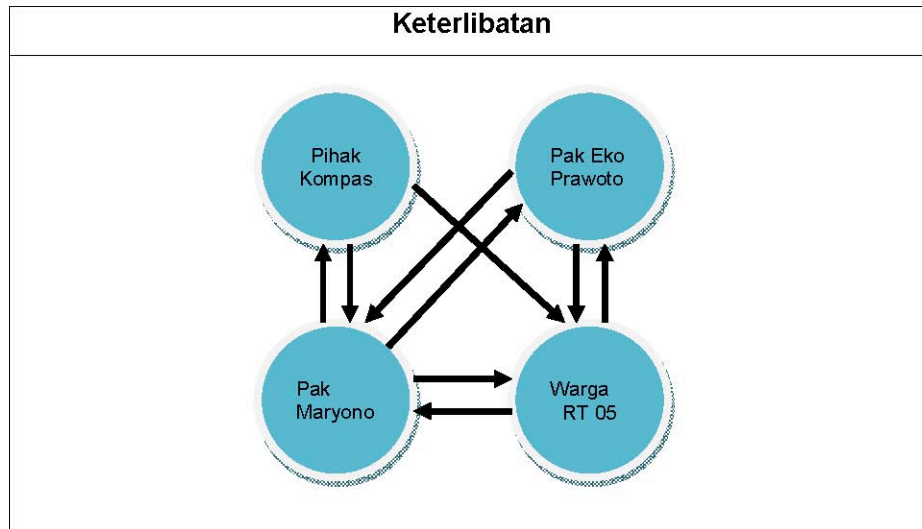 Keterlibatan
Pihak
Kompas
Pak Eko
Prawoto
Pak
Maryono
Warga
RT 05